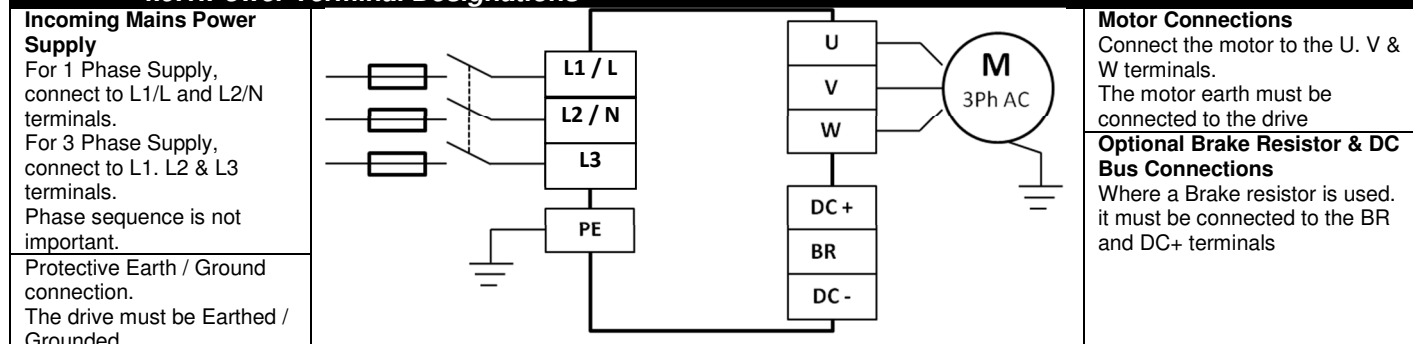 Power Terminal Designations
Incoming Mains Power
Supply
For 1 Phase Supply,
connect to L1/L and L2/N
terminals.
For 3 Phase Supply,
connect to L1. L2 & L3
terminals.
Phase sequence is not
important.
Protective Earth / Ground
connection.
The drive must be Earthed /
Grounded
L1 / L
L2 / N
L3
PE
U
V
W
DC +
BR
DC -
M
3Ph AC
Motor Connections
Connect the motor to the U. V &
W terminals.
The motor earth must be
connected to the drive
Optional Brake Resistor & DC
Bus Connections
Where a Brake resistor is used.
it must be connected to the BR
and DC+ terminals